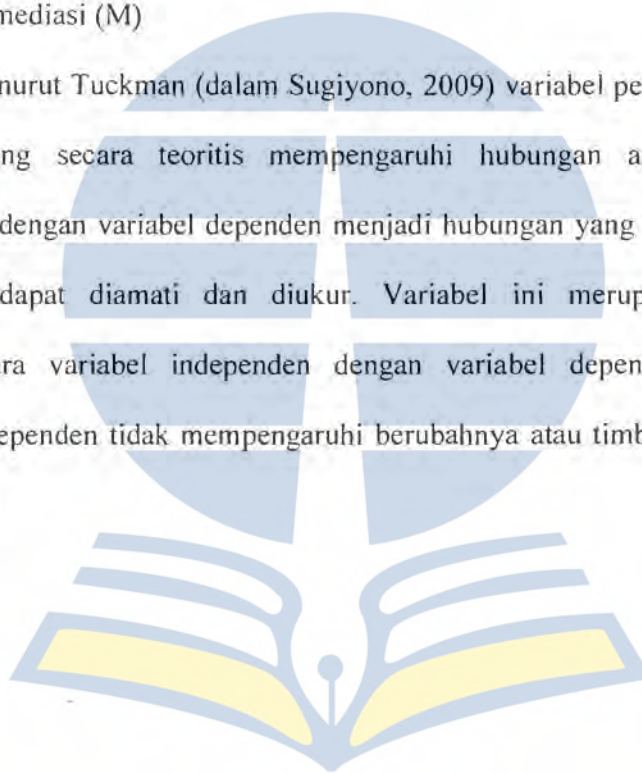 mediasi (M)
nurut Tuckman (dalam Sugiyono, 2009) variabel pe
ng secara teoritis mempengaruhi hubungan a
dengan variabel dependen menjadi hubungan yang
dapat diamati dan diukur. Variabel ini merup
ra variabel independen dengan variabel depen
ependen tidak mempengaruhi berubahnya atau timb